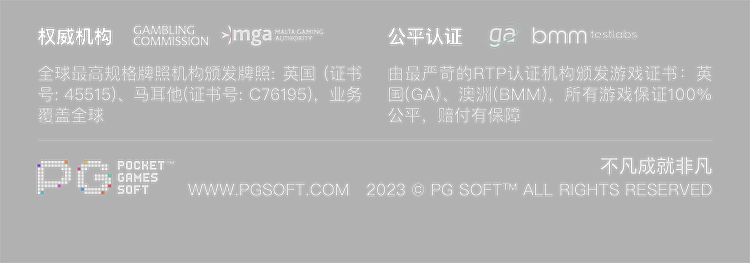 权威机构
GAMBLING
COMMISSION
mga
MALTA GAMING
AUTHORITY
全球最高规格牌照机构颁发牌照: 英国 (证书
号: 45515)、马耳他(证书号: C76195)，业务
覆盖全球
公平认证
ga
bmm testlabs
由最严苛的RTP认证机构颁发游戏证书：英
国(GA)、澳洲(BMM)，所有游戏保证100%
公平，赔付有保障
PG
POCKET™
GAMES
SOFT
不凡成就非凡
WWW.PGSOFT.COM 2023 © PG SOFT™ ALL RIGHTS RESERVED